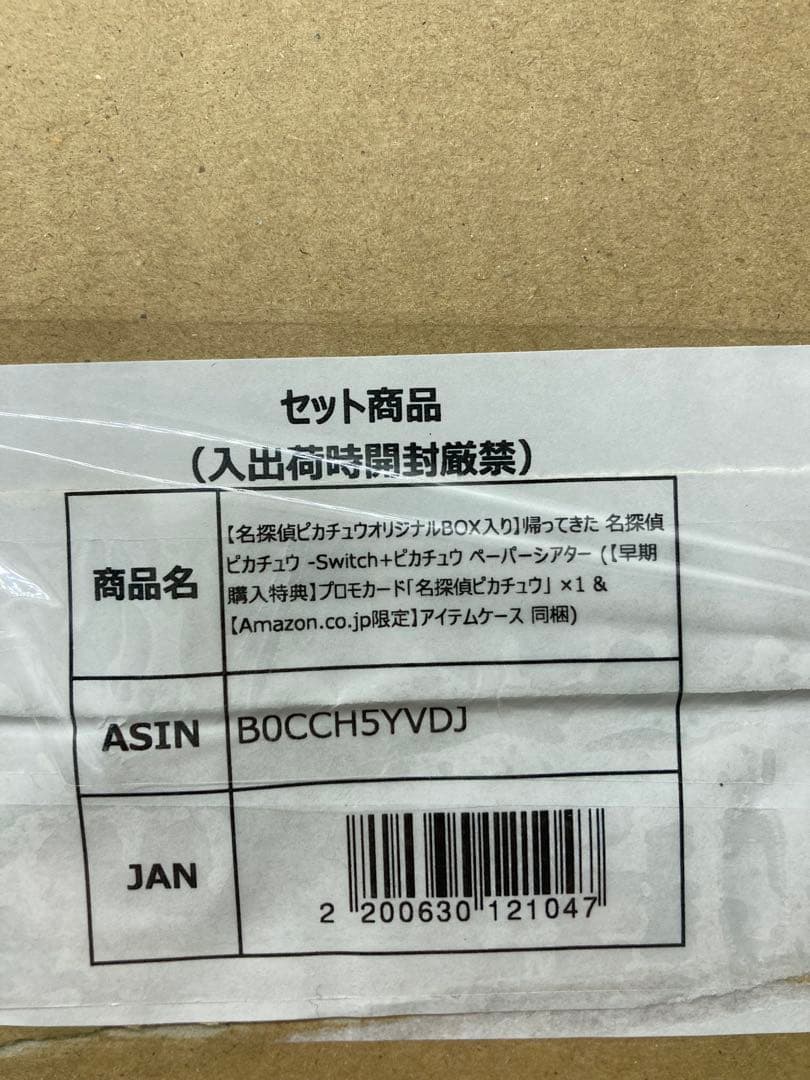 セット商品
（入出荷時開封厳禁）
商品名
【名探偵ピカチュウオリジナルBOX入り】帰ってきた 名探偵
ピカチュウ -Switch+ピカチュウ ペーパーシアター (【早期
購入特典】プロモカード「名探偵ピカチュウ」 ×1 &
【Amazon.co.jp限定】アイテムケース 同梱)
ASIN
B0CCH5YVDJ
JAN
2 200630 121047